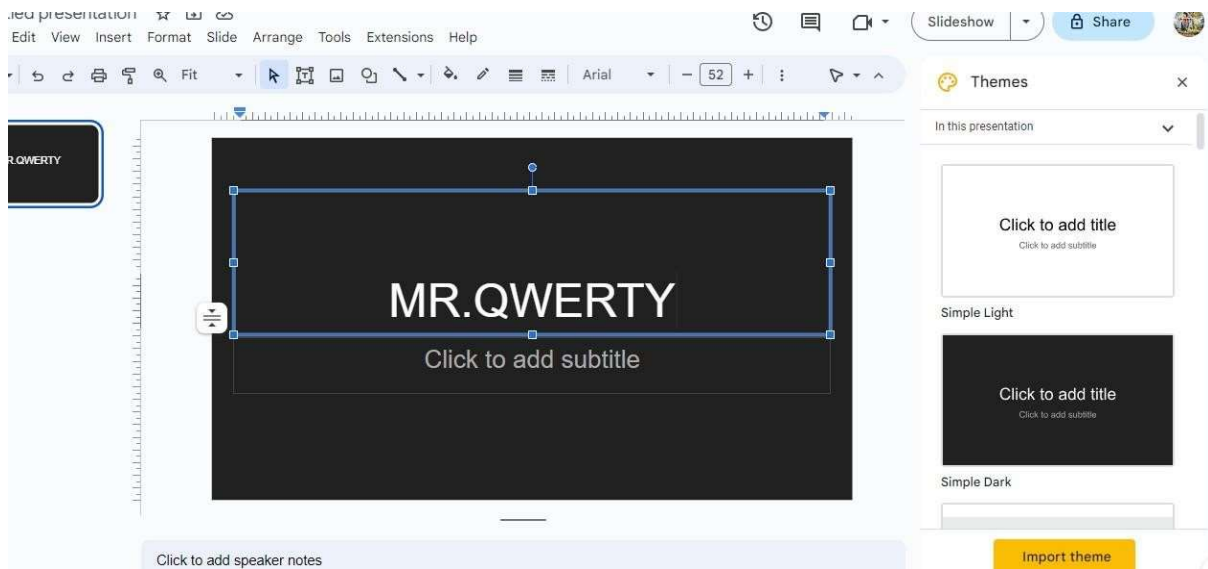 presentation
Edit View Insert Format Slide Arrange Tools Extensions Help
Slideshow
Share
Fit
Arial
52
Themes
In this presentation
R.QWERTY
MR.QWERTY
Click to add subtitle
Click to add title
Click to add subtitle
Simple Light
Click to add title
Click to add subtitle
Simple Dark
Import theme
Click to add speaker notes